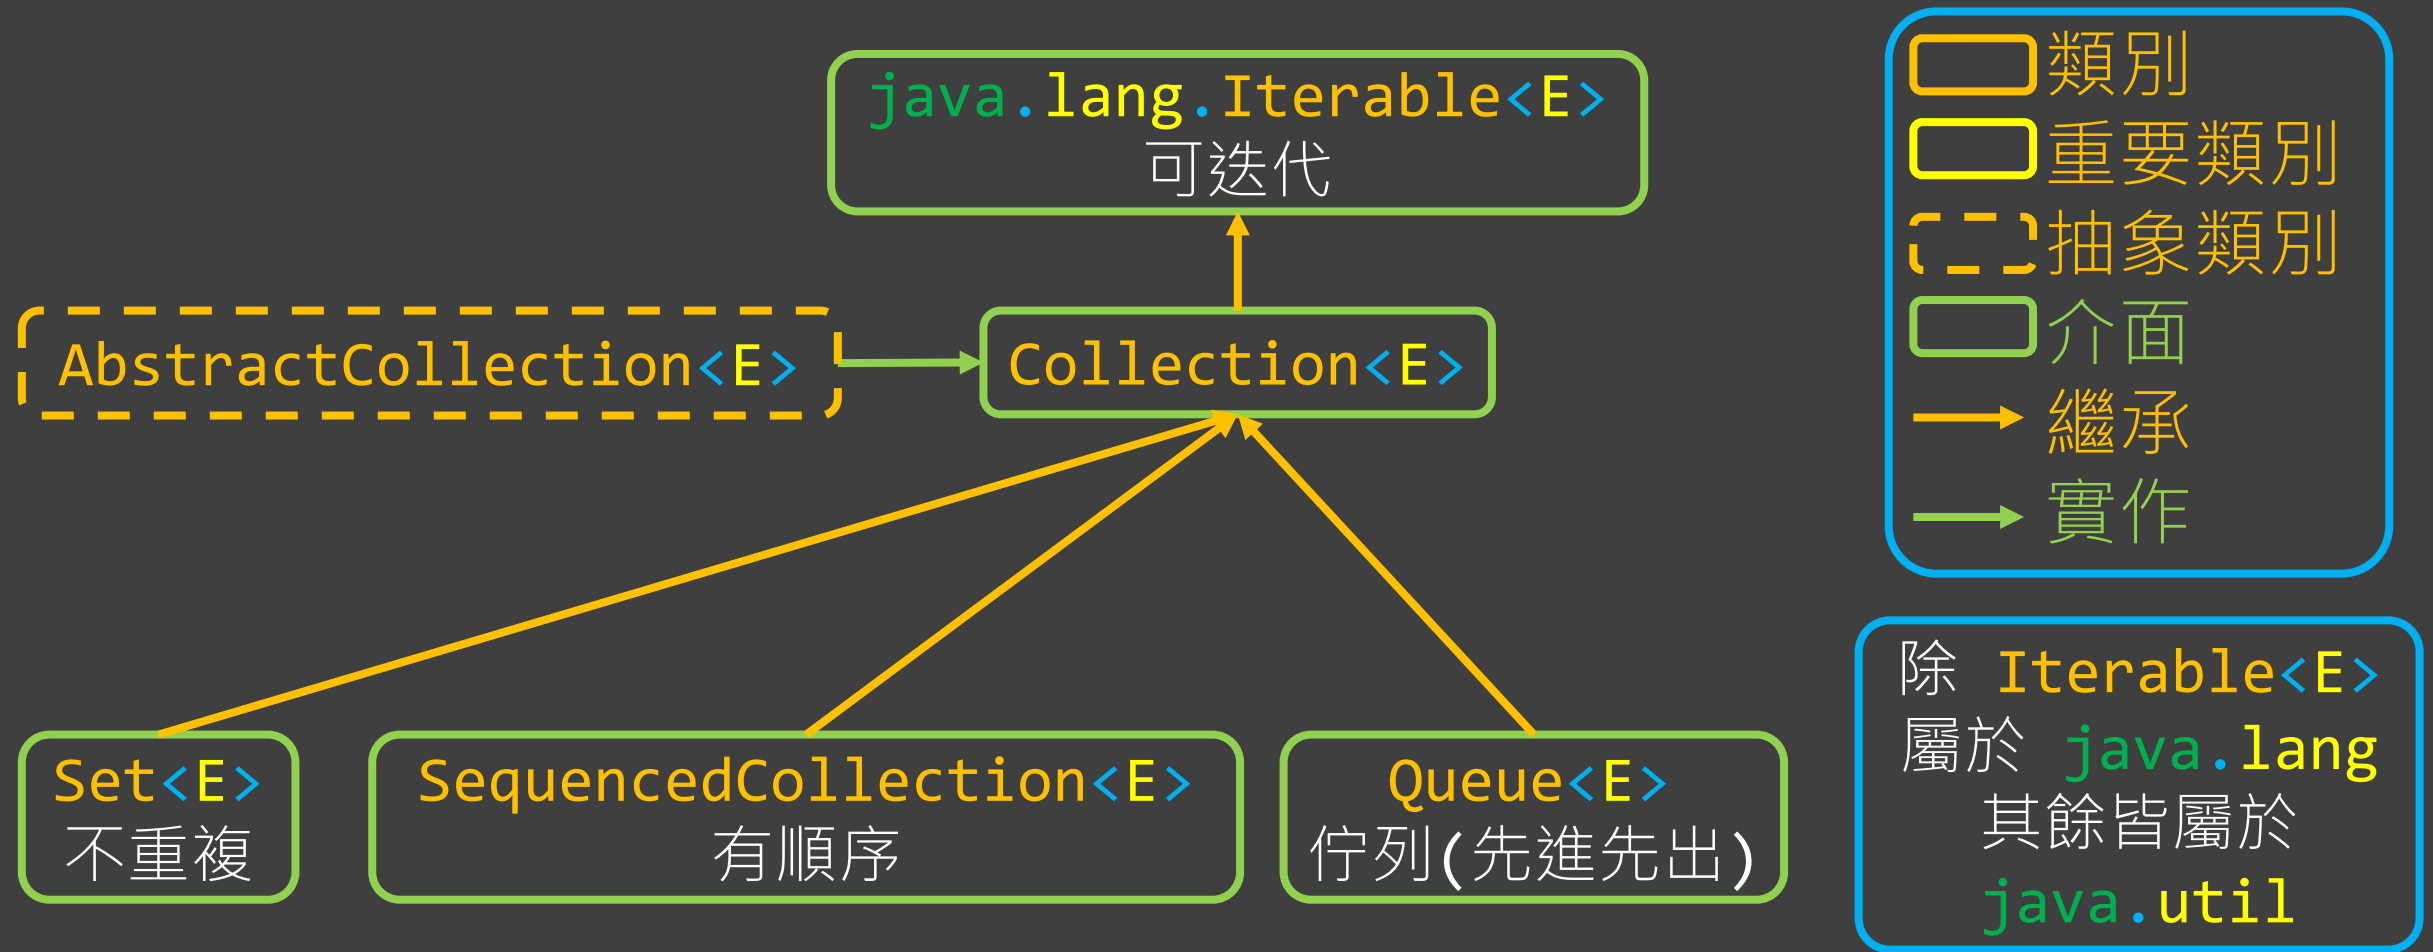 java.lang.Iterable<E>
可迭代
AbstractCollection<E>
Collection<E>
Set<E>
不重複
SequencedCollection<E>
有順序
Queue<E>
佇列(先進先出)
類別
重要類別
抽象類別
介面
繼承
實作
除 Iterable<E>
屬於 java.lang
其餘皆屬於
java.util